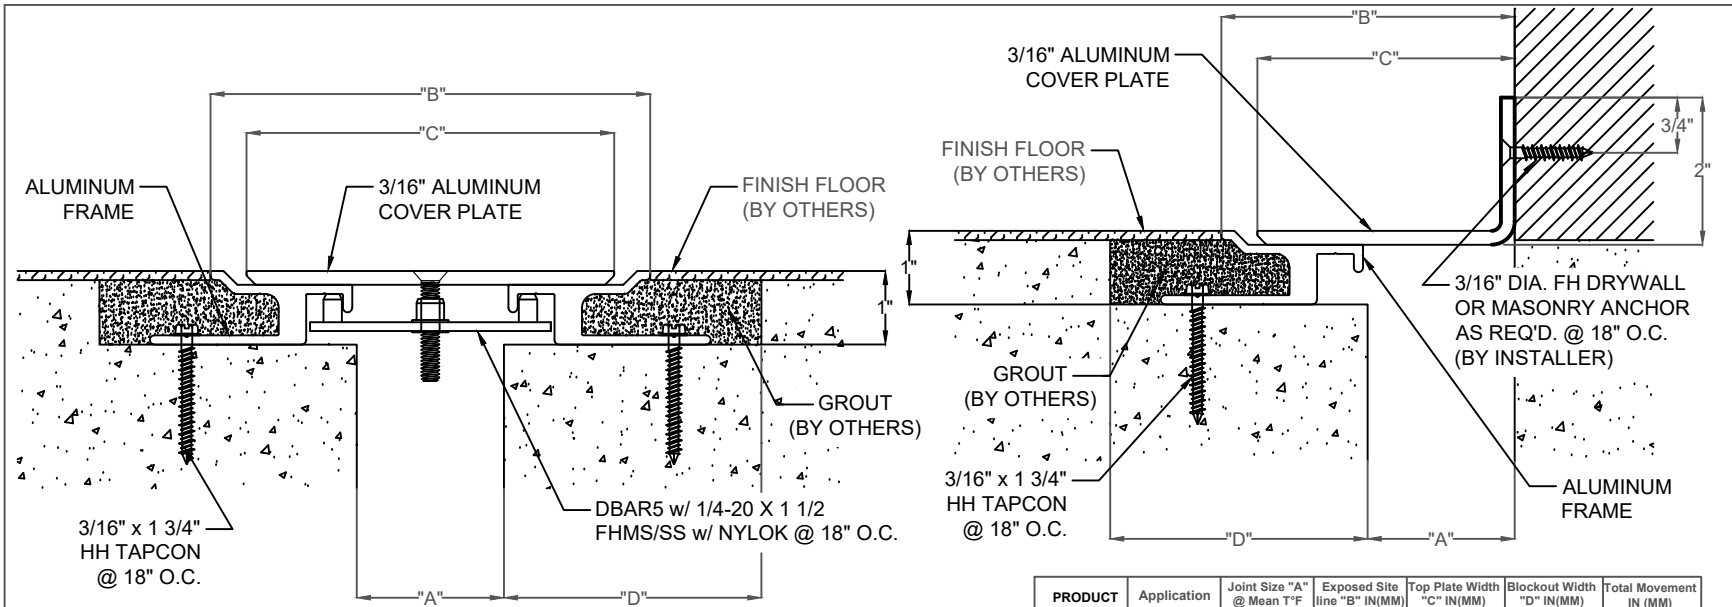 "B"
"C"
ALUMINUM
FRAME
3/16" ALUMINUM
COVER PLATE
FINISH FLOOR
(BY OTHERS)
1"
GROUT
(BY OTHERS)
3/16" x 1 3/4"
HH TAPCON
@ 18" O.C.
DBAR5 w/ 1/4-20 X 1 1/2
FHMS/SS w/ NYLOK @ 18" O.C.
"A"
"D"
"B"
3/16" ALUMINUM
COVER PLATE
"C"
3/4"
2"
FINISH FLOOR
(BY OTHERS)
1"
3/16" DIA. FH DRYWALL
OR MASONRY ANCHOR
AS REQ'D. @ 18" O.C.
(BY INSTALLER)
GROUT
(BY OTHERS)
3/16" x 1 3/4"
HH TAPCON
@ 18" O.C.
ALUMINUM
FRAME
"D"
"A"
PRODUCT
Application
Joint Size "A"
@ Mean T°F
Exposed Site
line "B" IN(MM)
Top Plate Width
"C" IN(MM)
Blockout Width
"D" IN(MM)
Total Movement
IN (MM)